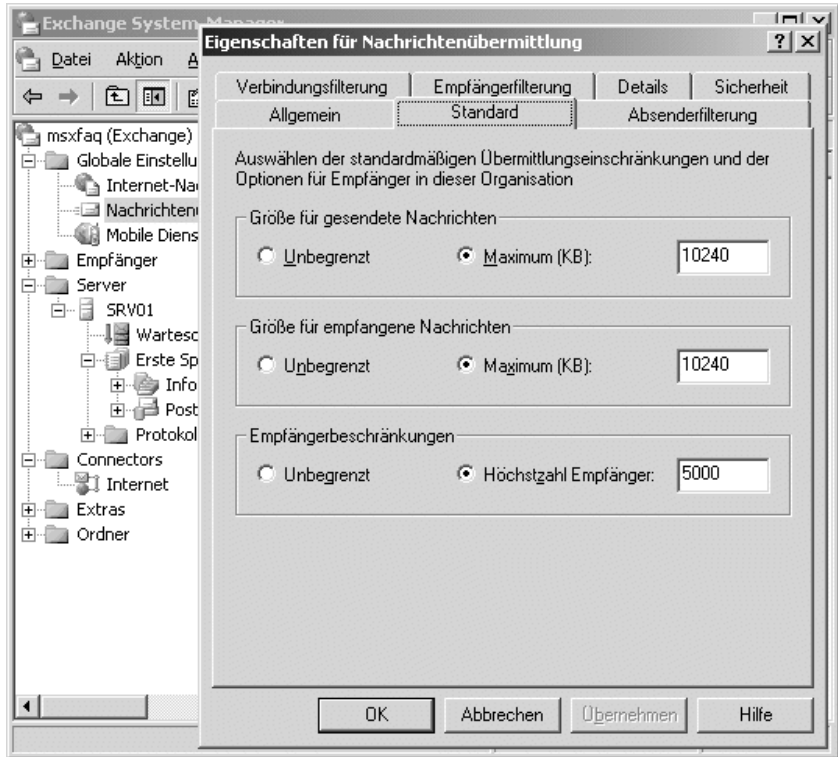 Exchange System-Manager
Datei Aktion A
msxfaq (Exchange)
Globale Einstellu
Internet-Na
Nachrichten
Mobile Diens
Empfänger
Server
SRV01
Wartesc
Erste Sp
Info
Post
Protokol
Connectors
Internet
Extras
Ordner
Eigenschaften für Nachrichtenübermittlung
Verbindungsfilterung Empfängerfilterung Details Sicherheit
Allgemein Standard Absenderfilterung
Auswählen der standardmäßigen Übermittlungseinschränkungen und der
Optionen für Empfänger in dieser Organisation
Größe für gesendete Nachrichten
Unbegrenzt Maximum (KB): 10240
Größe für empfangene Nachrichten
Unbegrenzt Maximum (KB): 10240
Empfängerbeschränkungen
Unbegrenzt Höchstzahl Empfänger: 5000
OK Abbrechen Übernehmen Hilfe